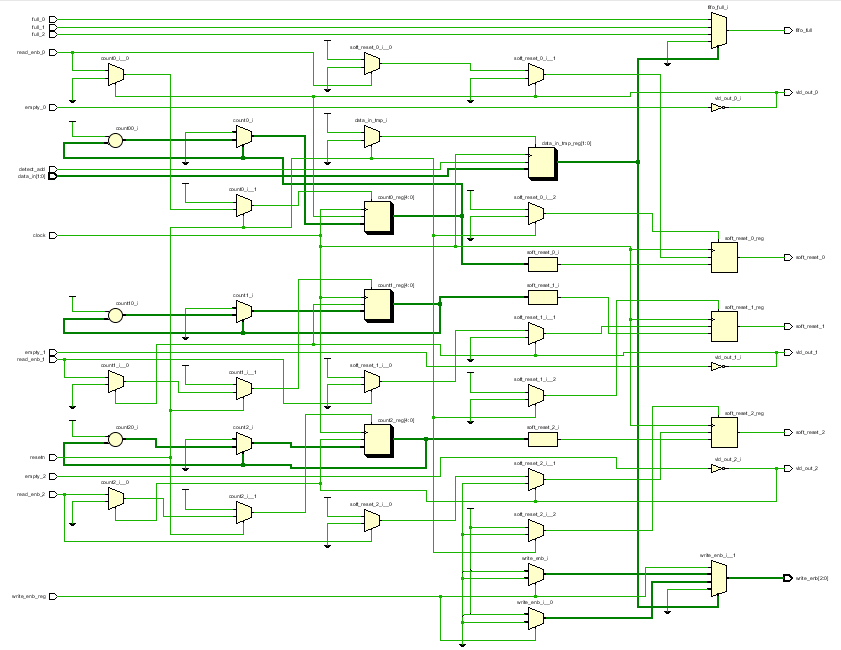 fifo_full_i
full_0
full_1
full_2
fifo_full
read_enb_0
soft_reset_0_i__0
count0_i__0
soft_reset_0_i__1
vld_out_0
vld_out_0_i
empty_0
count00_i
count0_i
data_in_tmp_i
data_in_tmp_reg[1:0]
detect_add
data_in[1:0]
count0_i__1
count0_reg[4:0]
soft_reset_0_i__2
clock
soft_reset_0_reg
soft_reset_0_i
soft_reset_0
count1_reg[4:0]
soft_reset_1_i
count10_i
count1_i
soft_reset_1_reg
soft_reset_1_i__1
soft_reset_1
empty_1
read_enb_1
vld_out_1
vld_out_1_i
count1_i__0
count1_i__1
soft_reset_1_i__0
soft_reset_1_i__2
count20_i
count2_i
count2_reg[4:0]
soft_reset_2_i
soft_reset_2_reg
soft_reset_2
resetn
vld_out_2_i
vld_out_2
empty_2
soft_reset_2_i__1
read_enb_2
count2_i__0
count2_i__1
soft_reset_2_i__0
soft_reset_2_i__2
write_enb_i
write_enb_i__1
write_enb[2:0]
write_enb_reg
write_enb_i__0